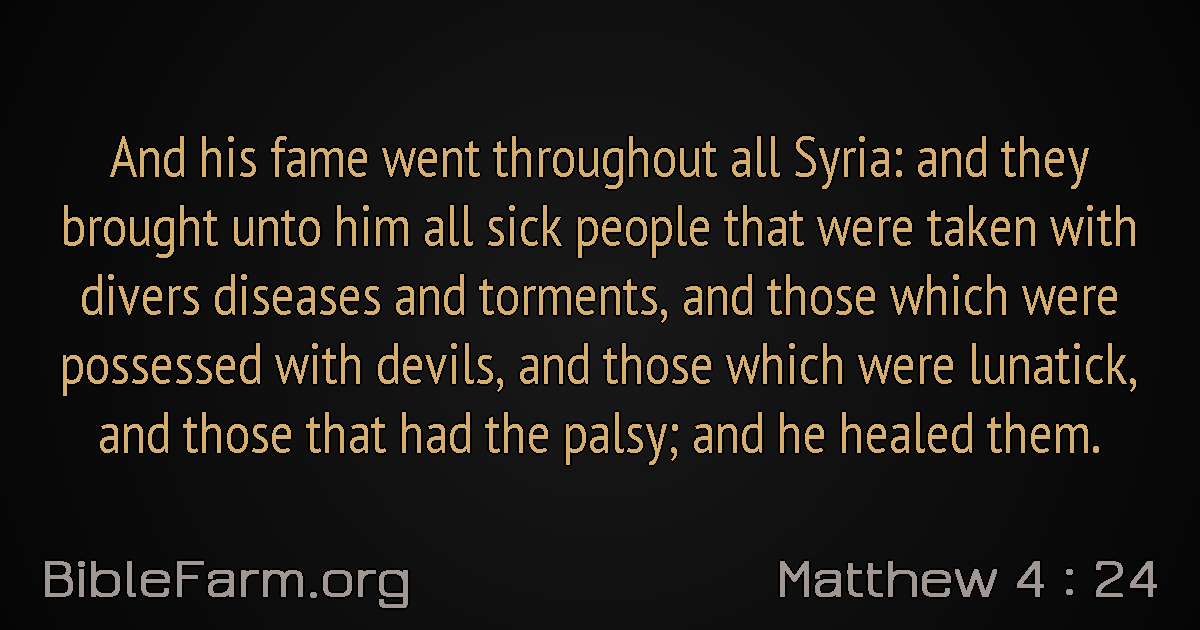 And his fame went throughout all Syria: and they
brought unto him all sick people that were taken with
divers diseases and torments, and those which were
possessed with devils, and those which were lunatick,
and those that had the palsy; and he healed them.
BibleFarm.org
Matthew 4 : 24